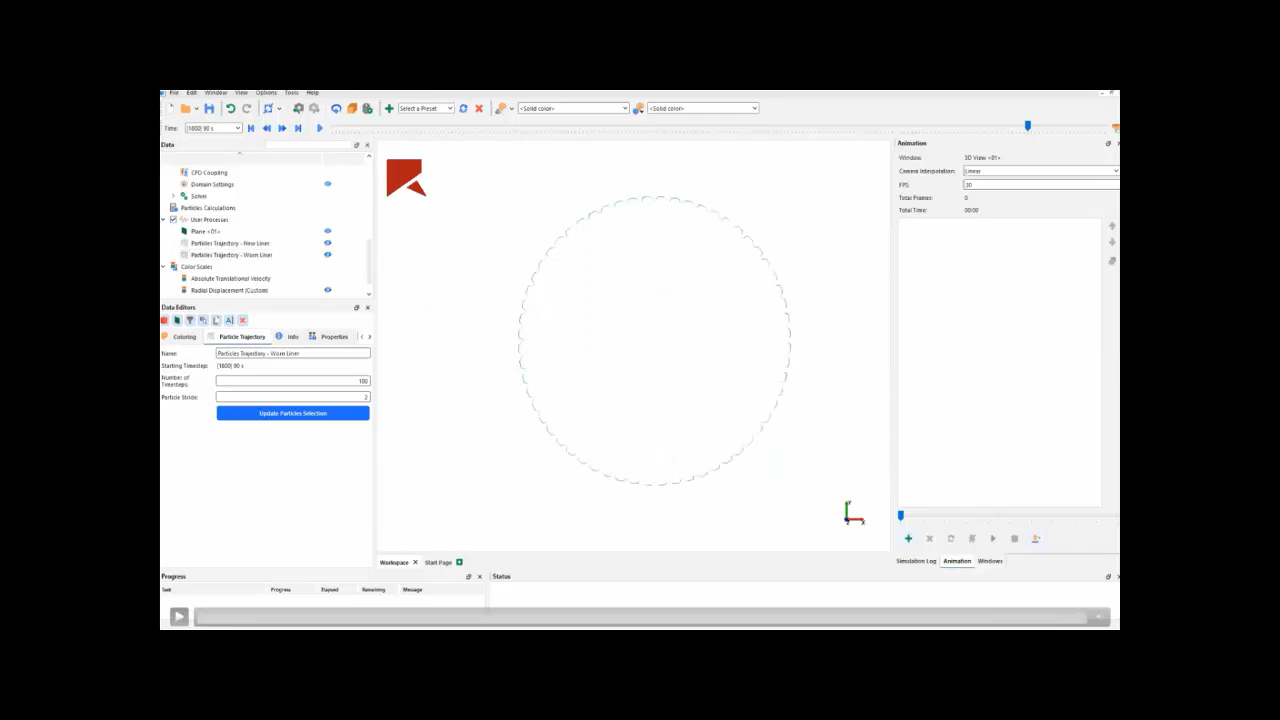 File Edit Window View Options Tools Help
Select a Preset <Solid color> <Solid color>
Time: [1800] 90 s
Data
CFD Coupling
Domain Settings
Solver
Particles Calculations
User Processes
Plane <01>
Particles Trajectory - New Liner
Particles Trajectory - Worn Liner
Color Scales
Absolute Translational Velocity
Radial Displacement (Custom)
Data Editors
Coloring Particle Trajectory Info Properties
Name: Particles Trajectory - Worn Liner
Starting Timestep: [1800] 90 s
Number of Timesteps: 100
Particle Stride: 2
Update Particles Selection
Y
X
Z
Workspace Start Page
Animation
Window: 3D View <01>
Camera Interpolation: Linear
FPS: 30
Total Frames: 0
Total Time: 00:00
Simulation Log Animation Windows
Progress
Task Progress Elapsed Remaining Message
Status